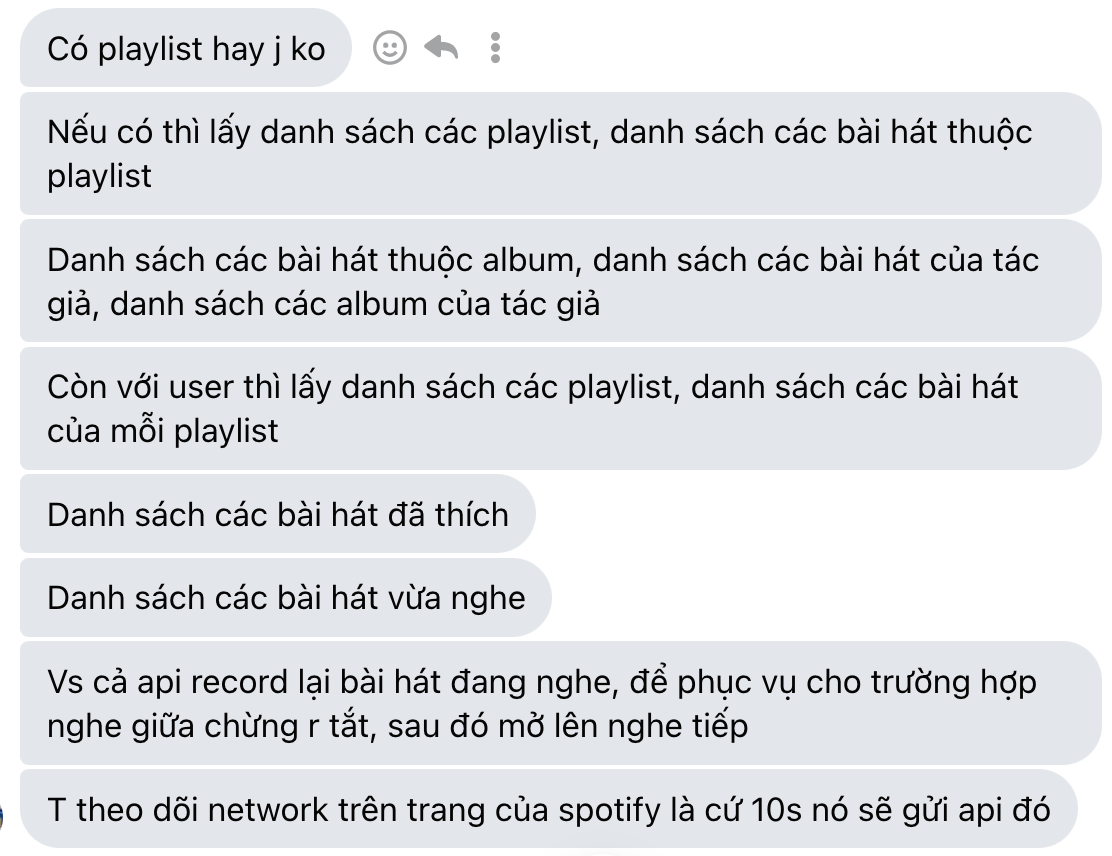 Có playlist hay j ko
Nếu có thì lấy danh sách các playlist, danh sách các bài hát thuộc
playlist
Danh sách các bài hát thuộc album, danh sách các bài hát của tác
giả, danh sách các album của tác giả
Còn với user thì lấy danh sách các playlist, danh sách các bài hát
của mỗi playlist
Danh sách các bài hát đã thích
Danh sách các bài hát vừa nghe
Vs cả api record lại bài hát đang nghe, để phục vụ cho trường hợp
nghe giữa chừng r tắt, sau đó mở lên nghe tiếp
T theo dõi network trên trang của spotify là cứ 10s nó sẽ gửi api đó